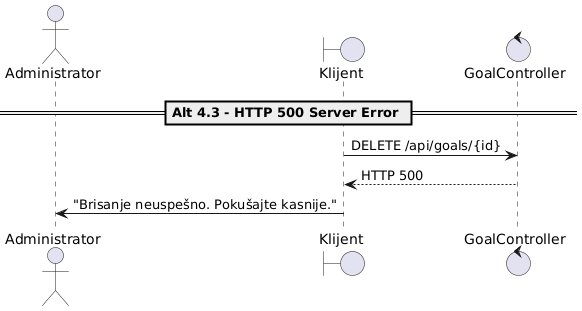 Administrator
Klijent
GoalController
Alt 4.3 - HTTP 500 Server Error
DELETE /api/goals/{id}
HTTP 500
"Brisanje neuspešno. Pokušajte kasnije."
Administrator
Klijent
GoalController